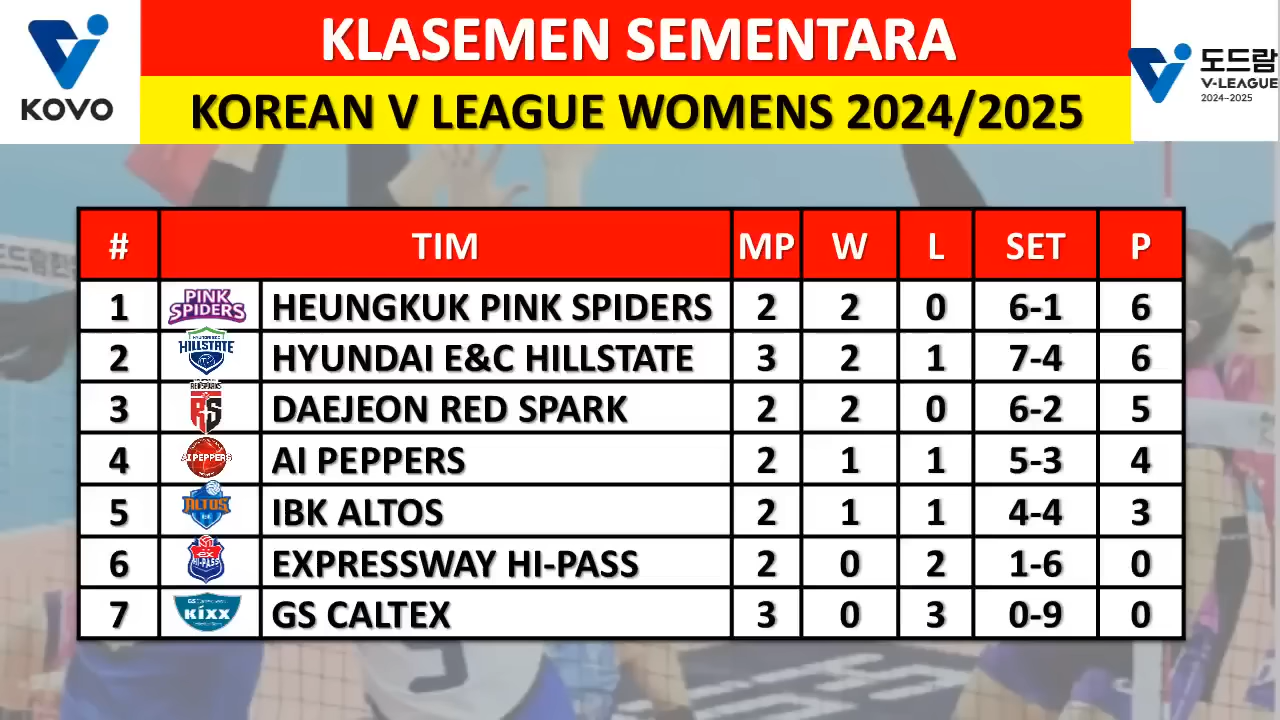 KLASEMEN SEMENTARA
KOREAN V LEAGUE WOMENS 2024/2025
KOVO
도드람
V-LEAGUE
2024-2025
# TIM MP W L SET P
1 PINK SPIDERS HEUNGKUK PINK SPIDERS 2 2 0 6-1 6
2 HILLSTATE HYUNDAI E&C HILLSTATE 3 2 1 7-4 6
3 RED SPARKS RS DAEJEON RED SPARK 2 2 0 6-2 5
4 AI PEPPERS AI PEPPERS 2 1 1 5-3 4
5 ALTOS IBK ALTOS 2 1 1 4-4 3
6 ex HI-PASS EXPRESSWAY HI-PASS 2 0 2 1-6 0
7 KIXX GS CALTEX 3 0 3 0-9 0